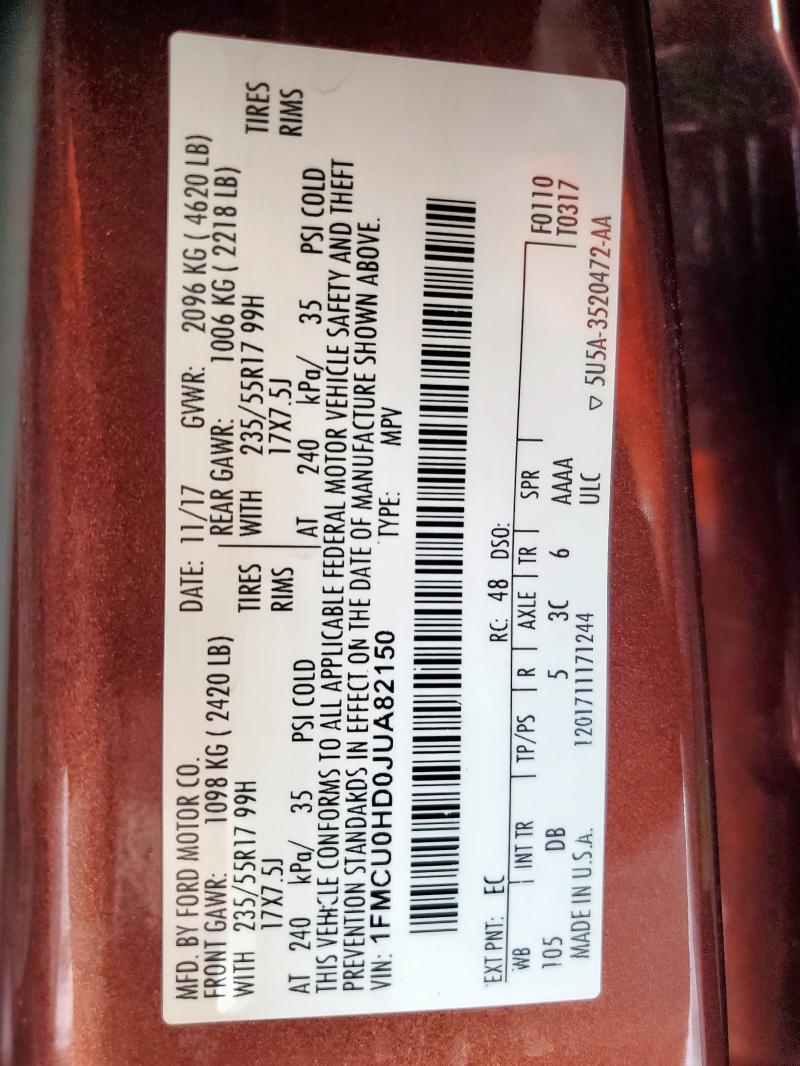 MFD. BY FORD MOTOR CO.
DATE: 11/17 GVWR: 2096 KG ( 4620 LB)
FRONT GAWR: 1098 KG ( 2420 LB) REAR GAWR: 1006 KG ( 2218 LB)
WITH 235/55R17 99H TIRES WITH 235/55R17 99H TIRES
17X7.5J RIMS 17X7.5J RIMS
AT 240 kPa/ 35 PSI COLD AT 240 kPa/ 35 PSI COLD
THIS VEHICLE CONFORMS TO ALL APPLICABLE FEDERAL MOTOR VEHICLE SAFETY AND THEFT
PREVENTION STANDARDS IN EFFECT ON THE DATE OF MANUFACTURE SHOWN ABOVE.
VIN: 1FMCU0HD0JUA82150 TYPE: MPV
EXT PNT: EC RC: 48 DSO:
WB INT TR TP/PS R AXLE TR SPR F0110
105 DB 5 3C 6 AAAA T0317
MADE IN U.S.A. 1201711171244 ULC
▽ 5U5A-3520472-AA